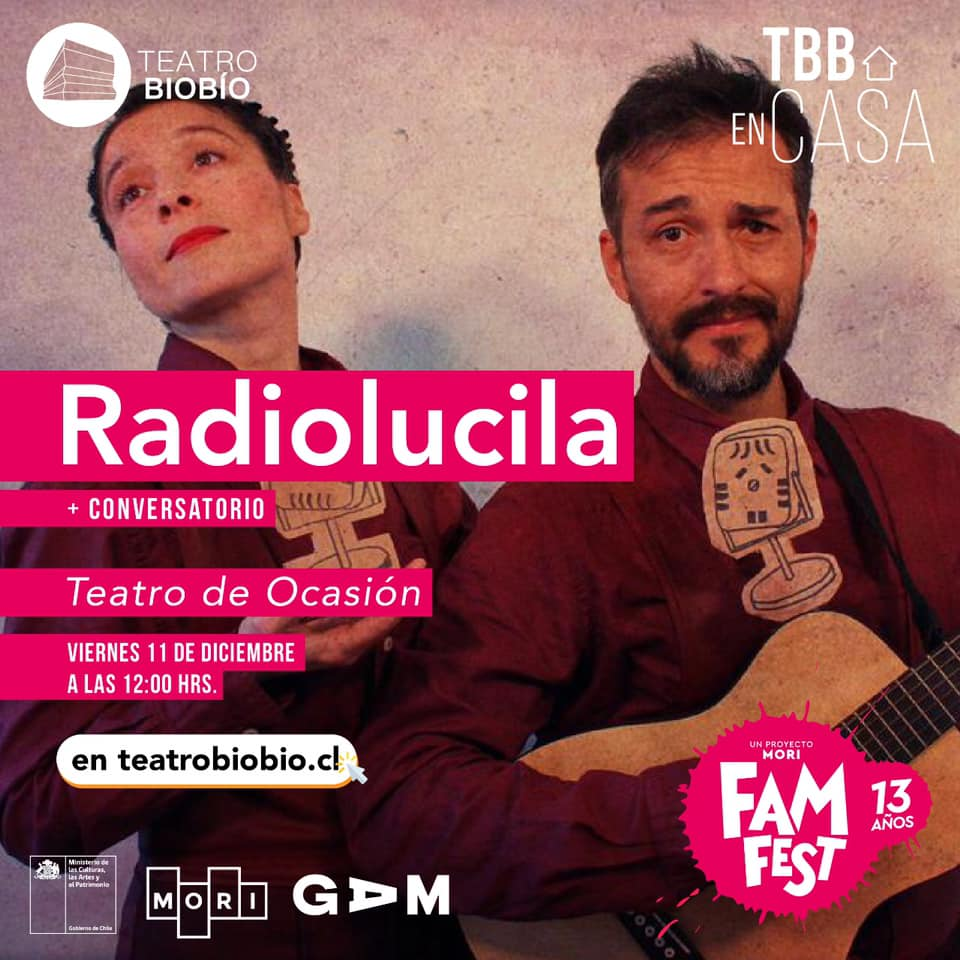 TEATRO
BIOBÍO
TBB
EN CASA
Radiolucila
+ CONVERSATORIO
Teatro de Ocasión
VIERNES 11 DE DICIEMBRE
A LAS 12:00 HRS.
en teatrobiobio.cl
UN PROYECTO
MORI
FAM
FEST
13
AÑOS
Ministerio de
las Culturas,
las Artes y
el Patrimonio
Gobierno de Chile
MORI
GAM